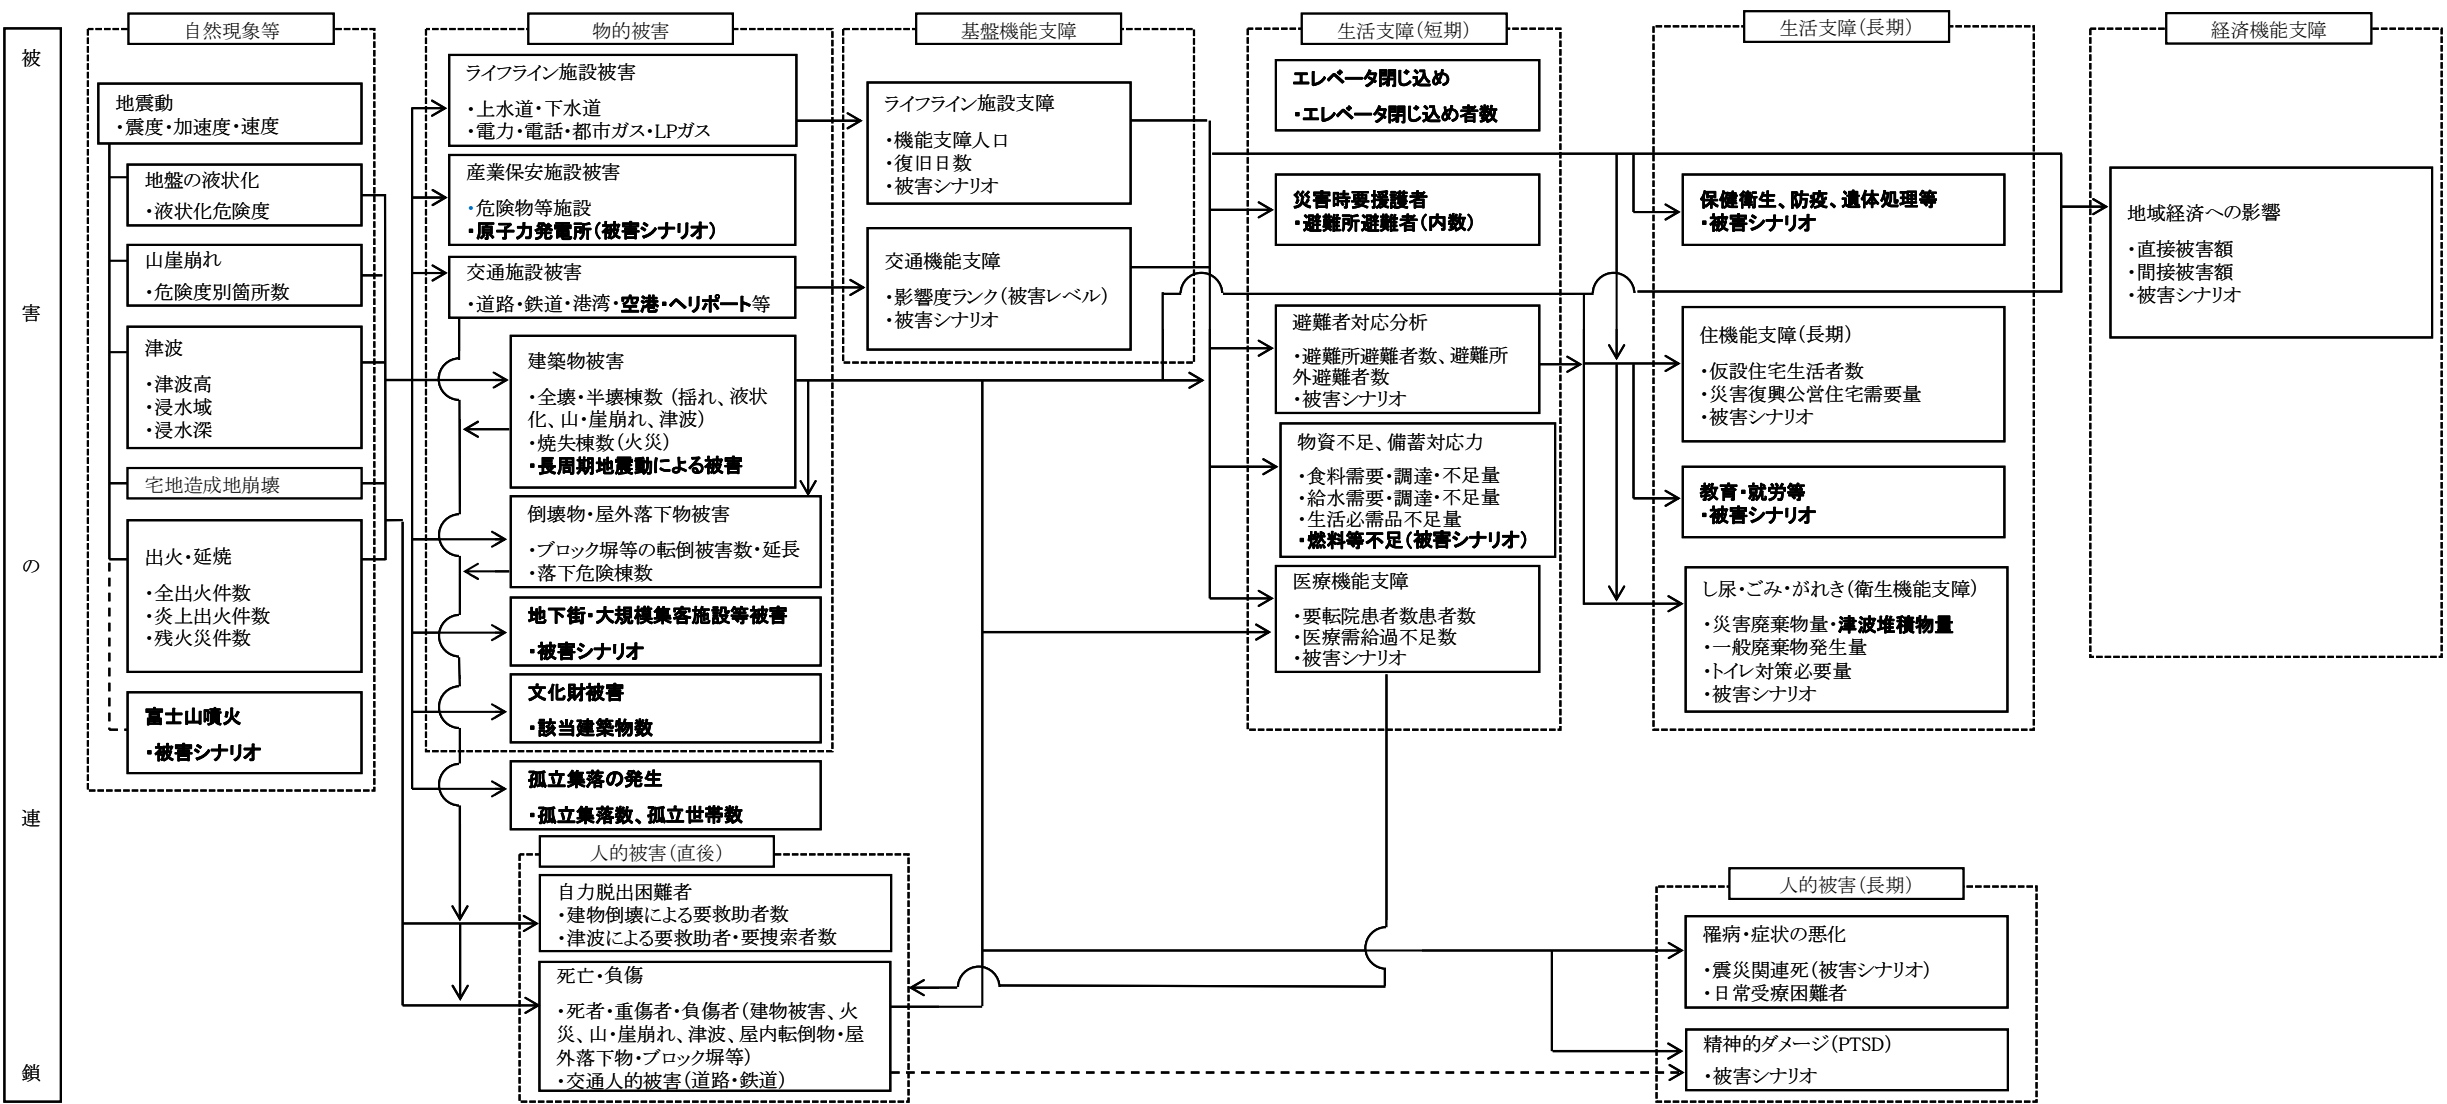 被
害
の
連
鎖
自然現象等
地震動
・震度・加速度・速度
地盤の液状化
・液状化危険度
山崖崩れ
・危険度別箇所数
津波
・津波高
・浸水域
・浸水深
宅地造成地崩壊
出火・延焼
・全出火件数
・炎上出火件数
・残火災件数
富士山噴火
・被害シナリオ
物的被害
ライフライン施設被害
・上水道・下水道
・電力・電話・都市ガス・LPガス
産業保安施設被害
・危険物等施設
・原子力発電所(被害シナリオ)
交通施設被害
・道路・鉄道・港湾・空港・ヘリポート等
建築物被害
・全壊・半壊棟数 (揺れ、液状
化、山・崖崩れ、津波)
・焼失棟数(火災)
・長周期地震動による被害
倒壊物・屋外落下物被害
・ブロック塀等の転倒被害数・延長
・落下危険棟数
地下街・大規模集客施設等被害
・被害シナリオ
文化財被害
・該当建築物数
孤立集落の発生
・孤立集落数、孤立世帯数
人的被害(直後)
自力脱出困難者
・建物倒壊による要救助者数
・津波による要救助者・要捜索者数
死亡・負傷
・死者・重傷者・負傷者(建物被害、火
災、山・崖崩れ、津波、屋内転倒物・屋
外落下物・ブロック塀等)
・交通人的被害(道路・鉄道)
基盤機能支障
ライフライン施設支障
・機能支障人口
・復旧日数
・被害シナリオ
交通機能支障
・影響度ランク(被害レベル)
・被害シナリオ
生活支障(短期)
エレベータ閉じ込め
・エレベータ閉じ込め者数
災害時要援護者
・避難所避難者(内数)
避難者対応分析
・避難所避難者数、避難所
外避難者数
・被害シナリオ
物資不足、備蓄対応力
・食料需要・調達・不足量
・給水需要・調達・不足量
・生活必需品不足量
・燃料等不足(被害シナリオ)
医療機能支障
・要転院患者数患者数
・医療需給過不足数
・被害シナリオ
生活支障(長期)
保健衛生、防疫、遺体処理等
・被害シナリオ
住機能支障(長期)
・仮設住宅生活者数
・災害復興公営住宅需要量
・被害シナリオ
教育・就労等
・被害シナリオ
し尿・ごみ・がれき(衛生機能支障)
・災害廃棄物量・津波堆積物量
・一般廃棄物発生量
・トイレ対策必要量
・被害シナリオ
人的被害(長期)
罹病・症状の悪化
・震災関連死(被害シナリオ)
・日常受療困難者
精神的ダメージ(PTSD)
・被害シナリオ
経済機能支障
地域経済への影響
・直接被害額
・間接被害額
・被害シナリオ